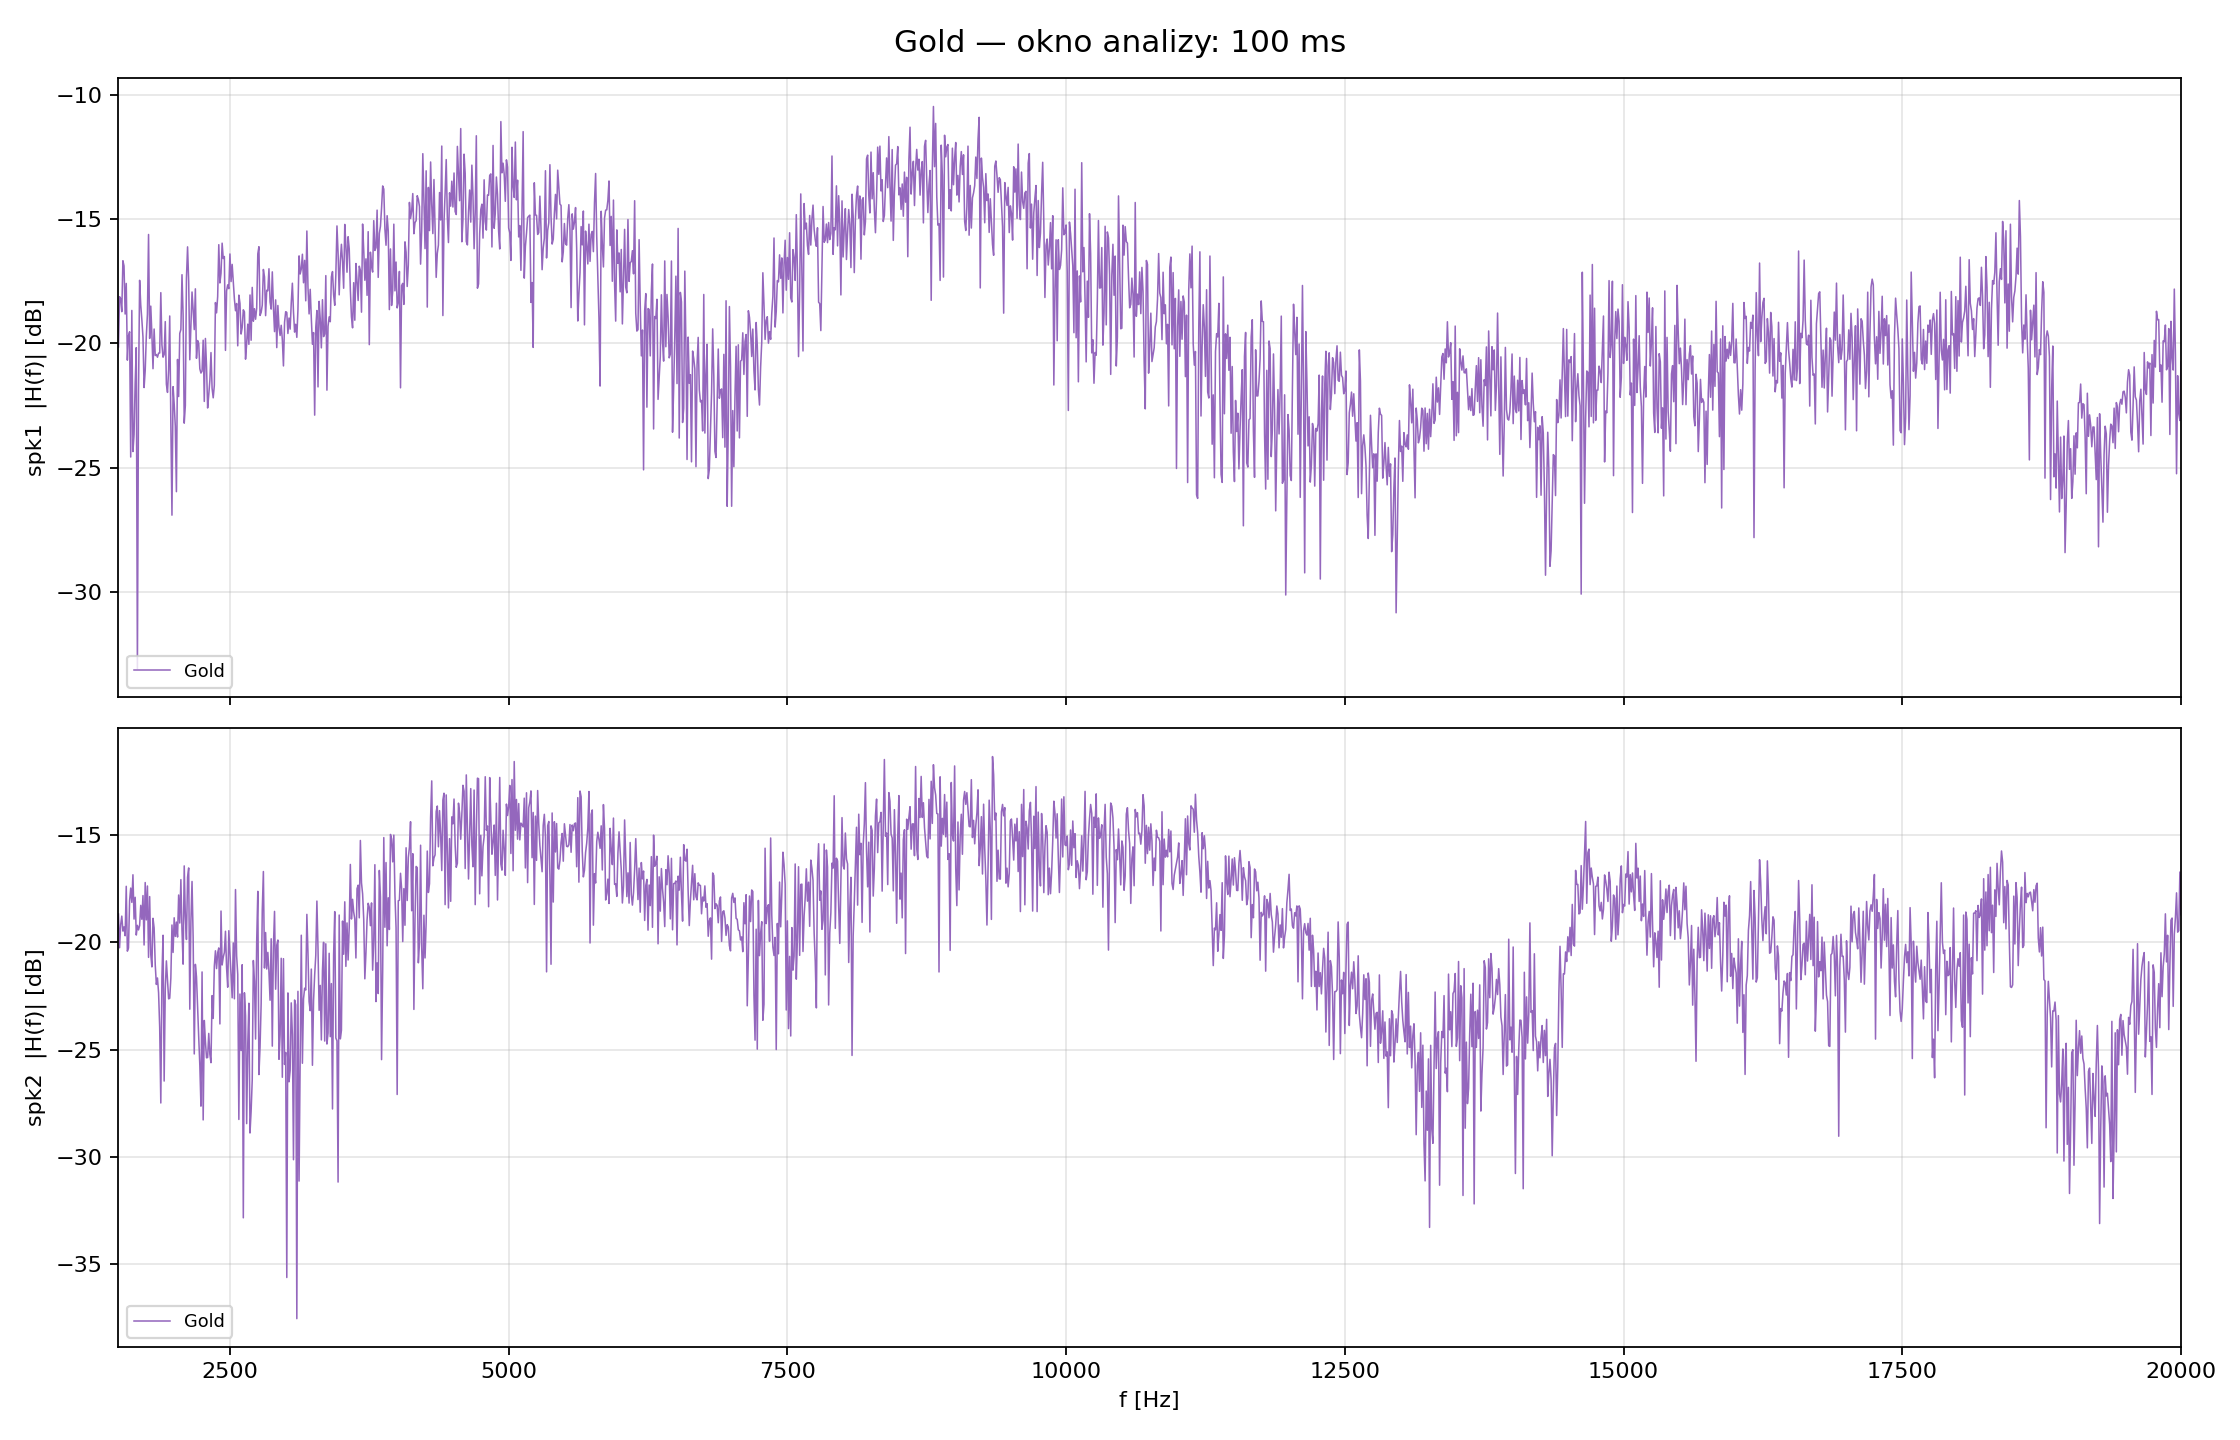 Gold — okno analizy: 100 ms
−10
−15
−20
−25
−30
spk1 |H(f)| [dB]
Gold
−15
−20
−25
−30
−35
spk2 |H(f)| [dB]
Gold
2500 5000 7500 10000 12500 15000 17500 20000
f [Hz]